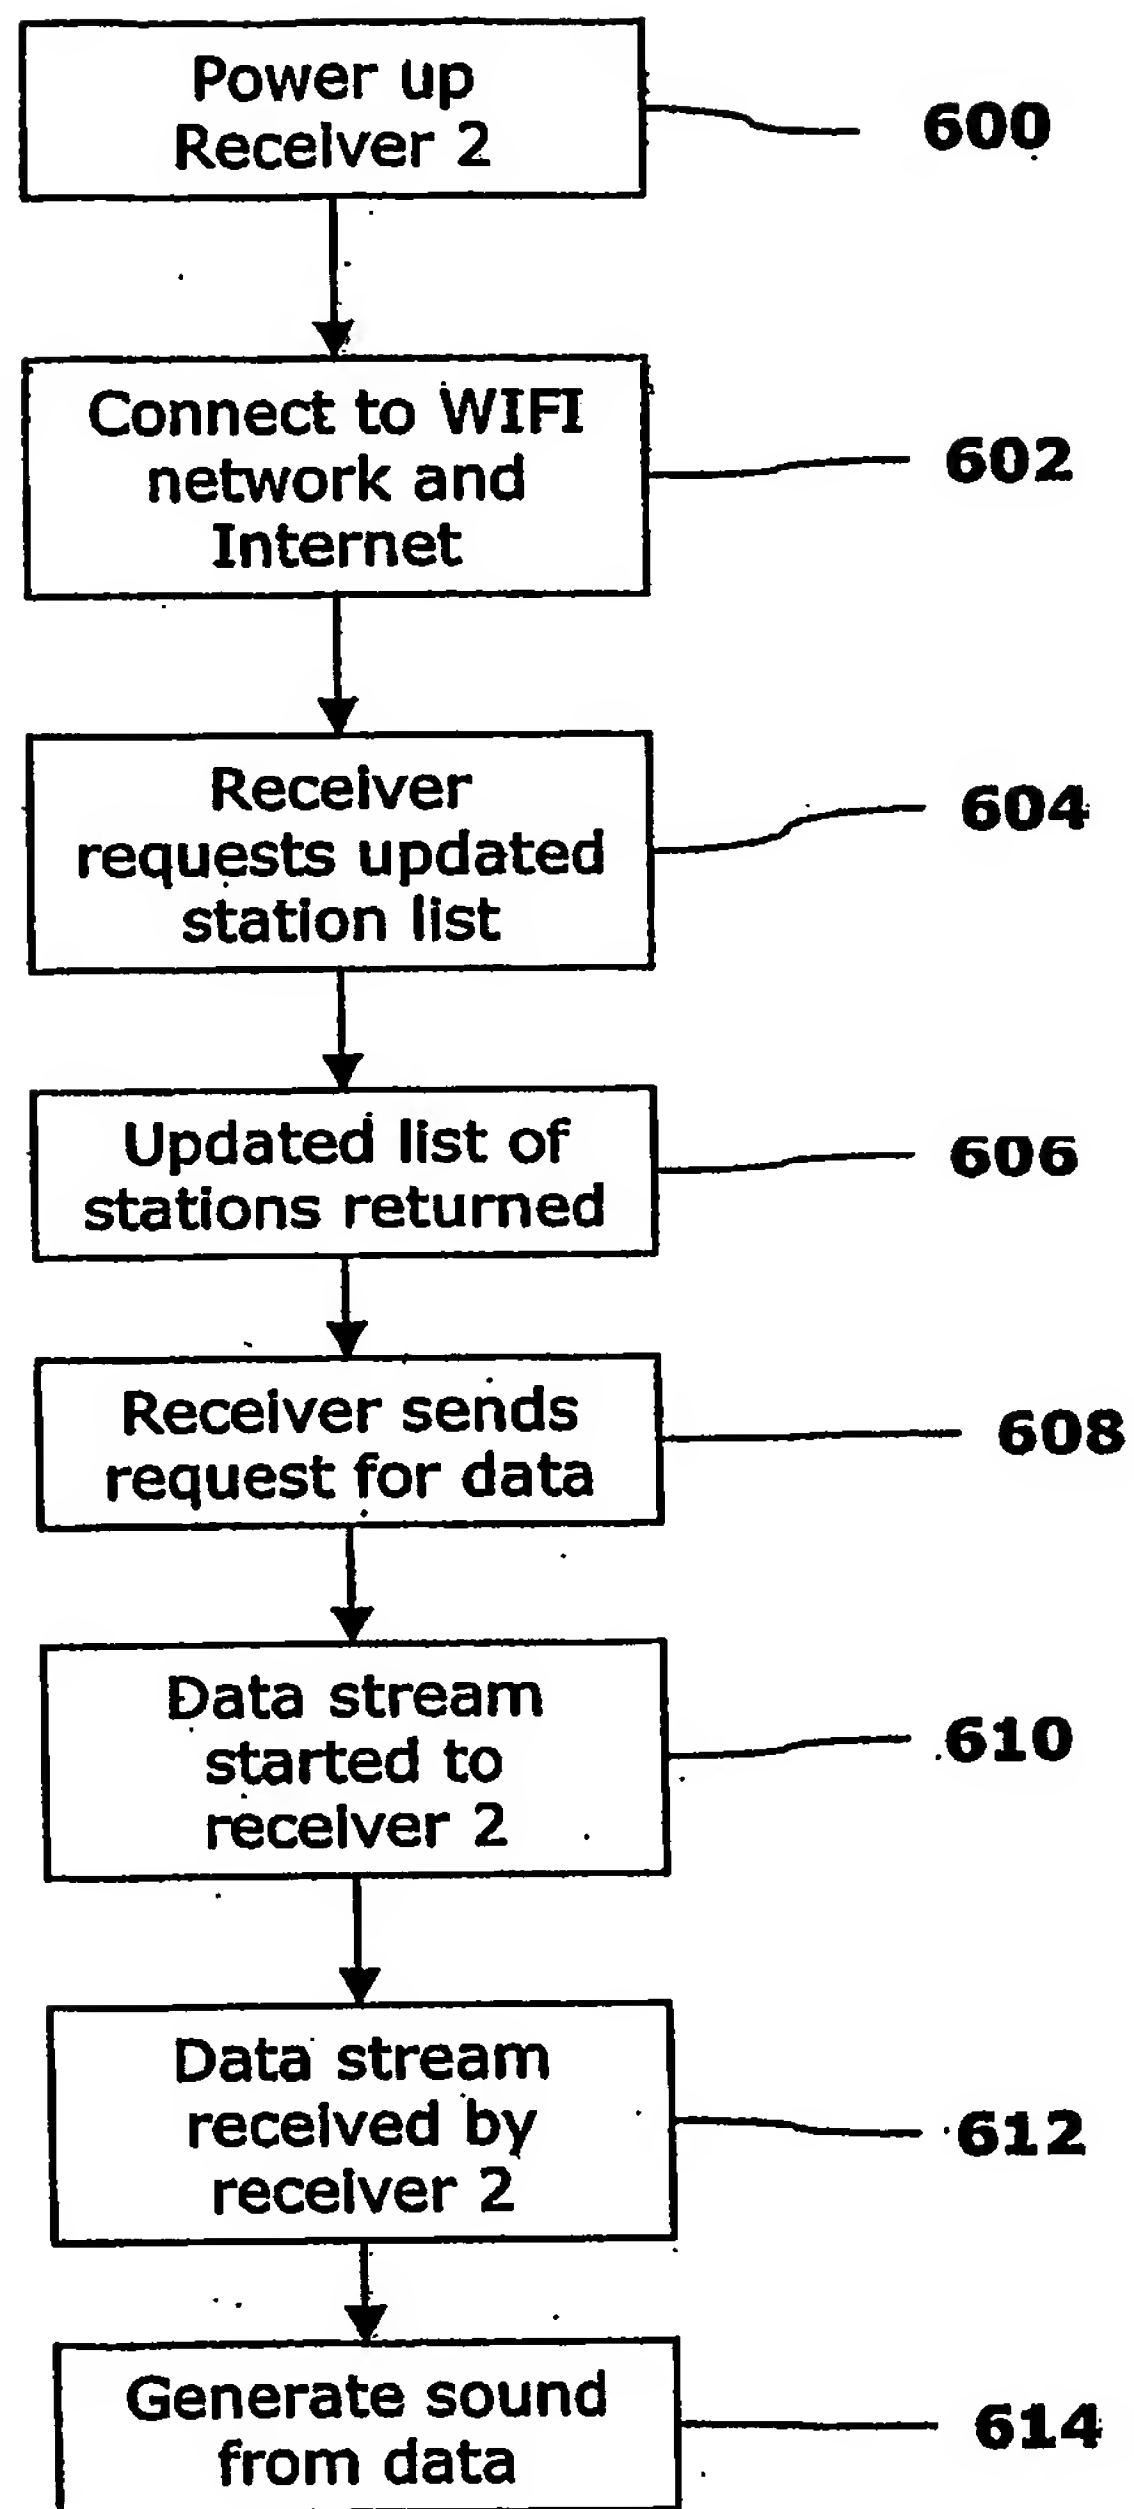 Power up
Receiver 2
600
Connect to WIFI
network and
Internet
602
Receiver
requests updated
station list
604
Updated list of
stations returned
606
Receiver sends
request for data
608
Data stream
started to
receiver 2
610
Data stream
received by
receiver 2
612
Generate sound
from data
614